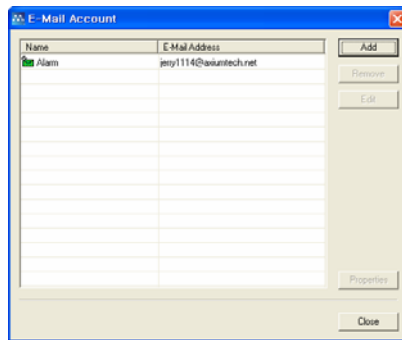 E-Mail Account
Name E-Mail Address
Alarm jerry1114@axiumtech.net
Add
Remove
Edit
Properties
Close